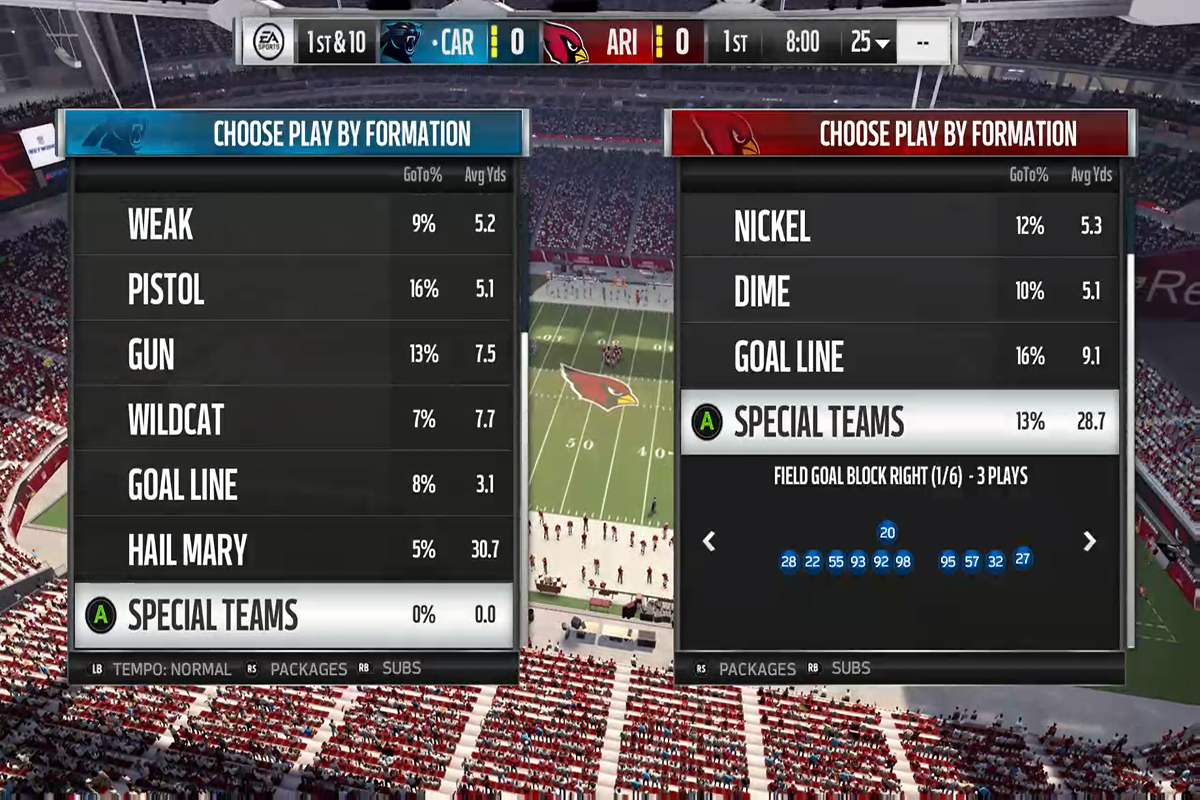 EA SPORTS 1ST & 10 · CAR 0 ARI 0 1ST 8:00 25 --
CHOOSE PLAY BY FORMATION
GoTo% Avg Yds
WEAK 9% 5.2
PISTOL 16% 5.1
GUN 13% 7.5
WILDCAT 7% 7.7
GOAL LINE 8% 3.1
HAIL MARY 5% 30.7
A SPECIAL TEAMS 0% 0.0
LB TEMPO: NORMAL RS PACKAGES RB SUBS
CHOOSE PLAY BY FORMATION
GoTo% Avg Yds
NICKEL 12% 5.3
DIME 10% 5.1
GOAL LINE 16% 9.1
A SPECIAL TEAMS 13% 28.7
FIELD GOAL BLOCK RIGHT (1/6) - 3 PLAYS
20
28 22 55 93 92 98 95 57 32 27
RS PACKAGES RB SUBS
50 40